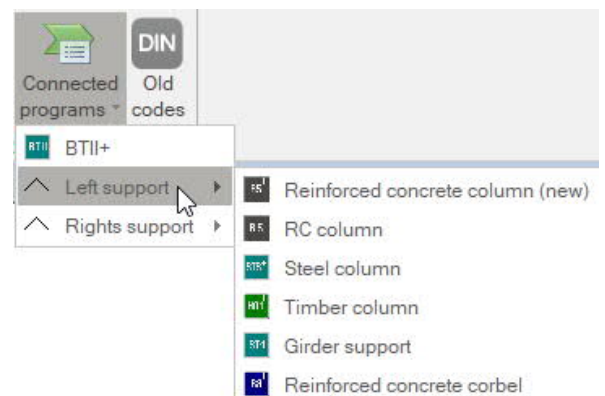 DIN
Connected programs
Old codes
BTII+
Left support
Rights support
Reinforced concrete column (new)
B5
RC column
Steel column
Timber column
Girder support
Reinforced concrete corbel